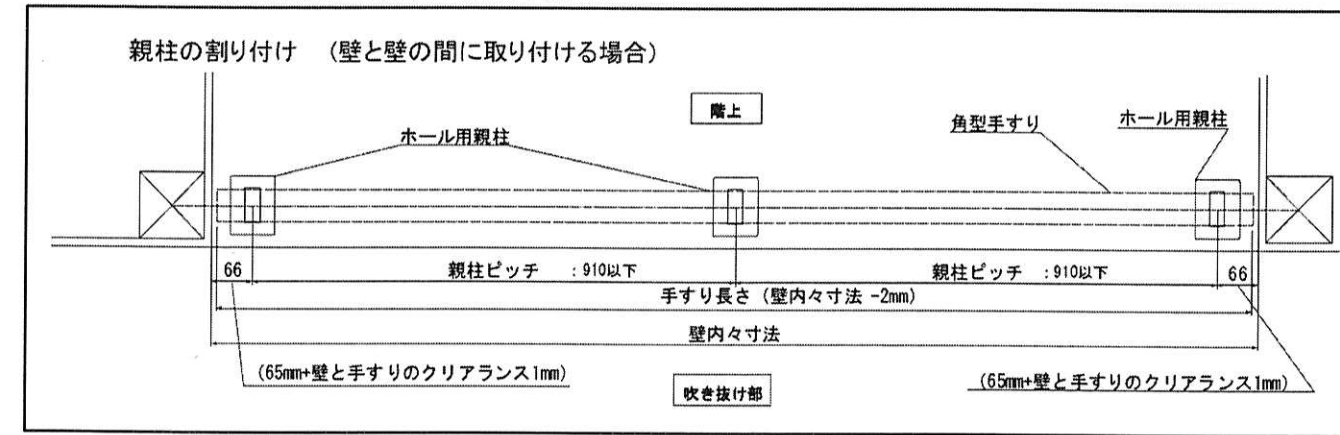 親柱の割り付け （壁と壁の間に取り付ける場合）
階上
ホール用親柱
角型手すり
ホール用親柱
66
親柱ピッチ ：910以下
親柱ピッチ ：910以下
66
手すり長さ（壁内々寸法 -2mm）
壁内々寸法
(65mm+壁と手すりのクリアランス1mm)
(65mm+壁と手すりのクリアランス1mm)
吹き抜け部